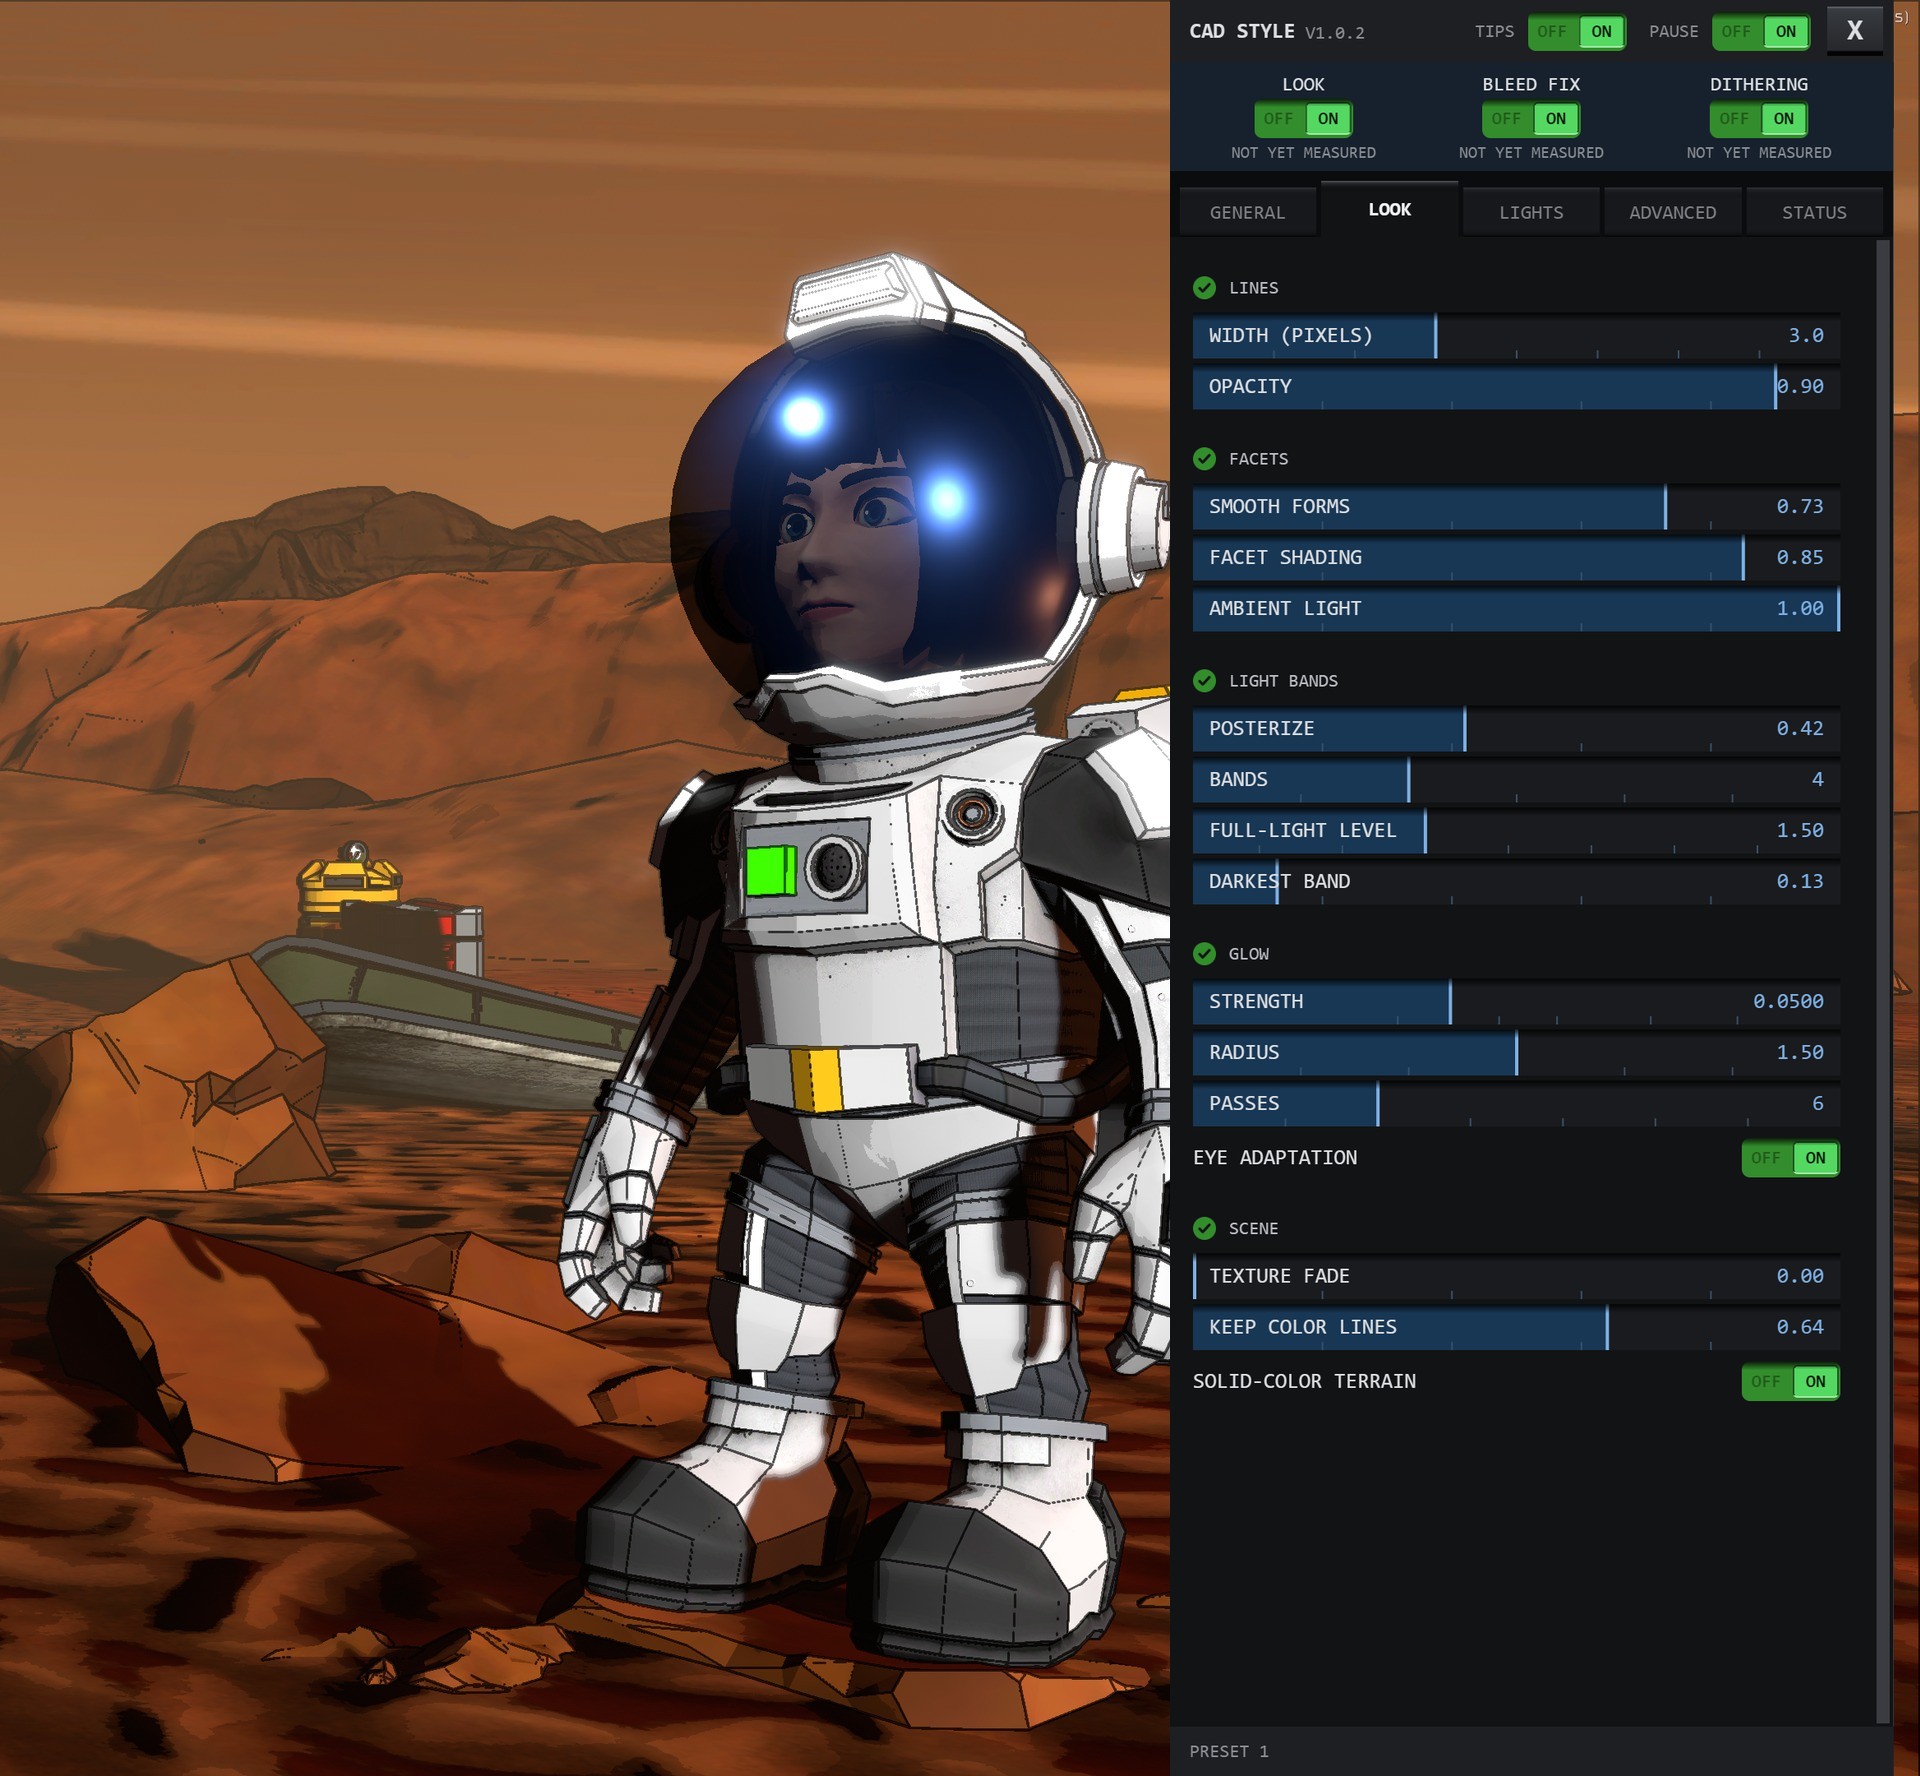 CAD STYLE V1.0.2 TIPS OFF ON PAUSE OFF ON X
s)
LOOK BLEED FIX DITHERING
OFF ON OFF ON OFF ON
NOT YET MEASURED NOT YET MEASURED NOT YET MEASURED
GENERAL LOOK LIGHTS ADVANCED STATUS
LINES
WIDTH (PIXELS) 3.0
OPACITY 0.90
FACETS
SMOOTH FORMS 0.73
FACET SHADING 0.85
AMBIENT LIGHT 1.00
LIGHT BANDS
POSTERIZE 0.42
BANDS 4
FULL-LIGHT LEVEL 1.50
DARKEST BAND 0.13
GLOW
STRENGTH 0.0500
RADIUS 1.50
PASSES 6
EYE ADAPTATION OFF ON
SCENE
TEXTURE FADE 0.00
KEEP COLOR LINES 0.64
SOLID-COLOR TERRAIN OFF ON
PRESET 1